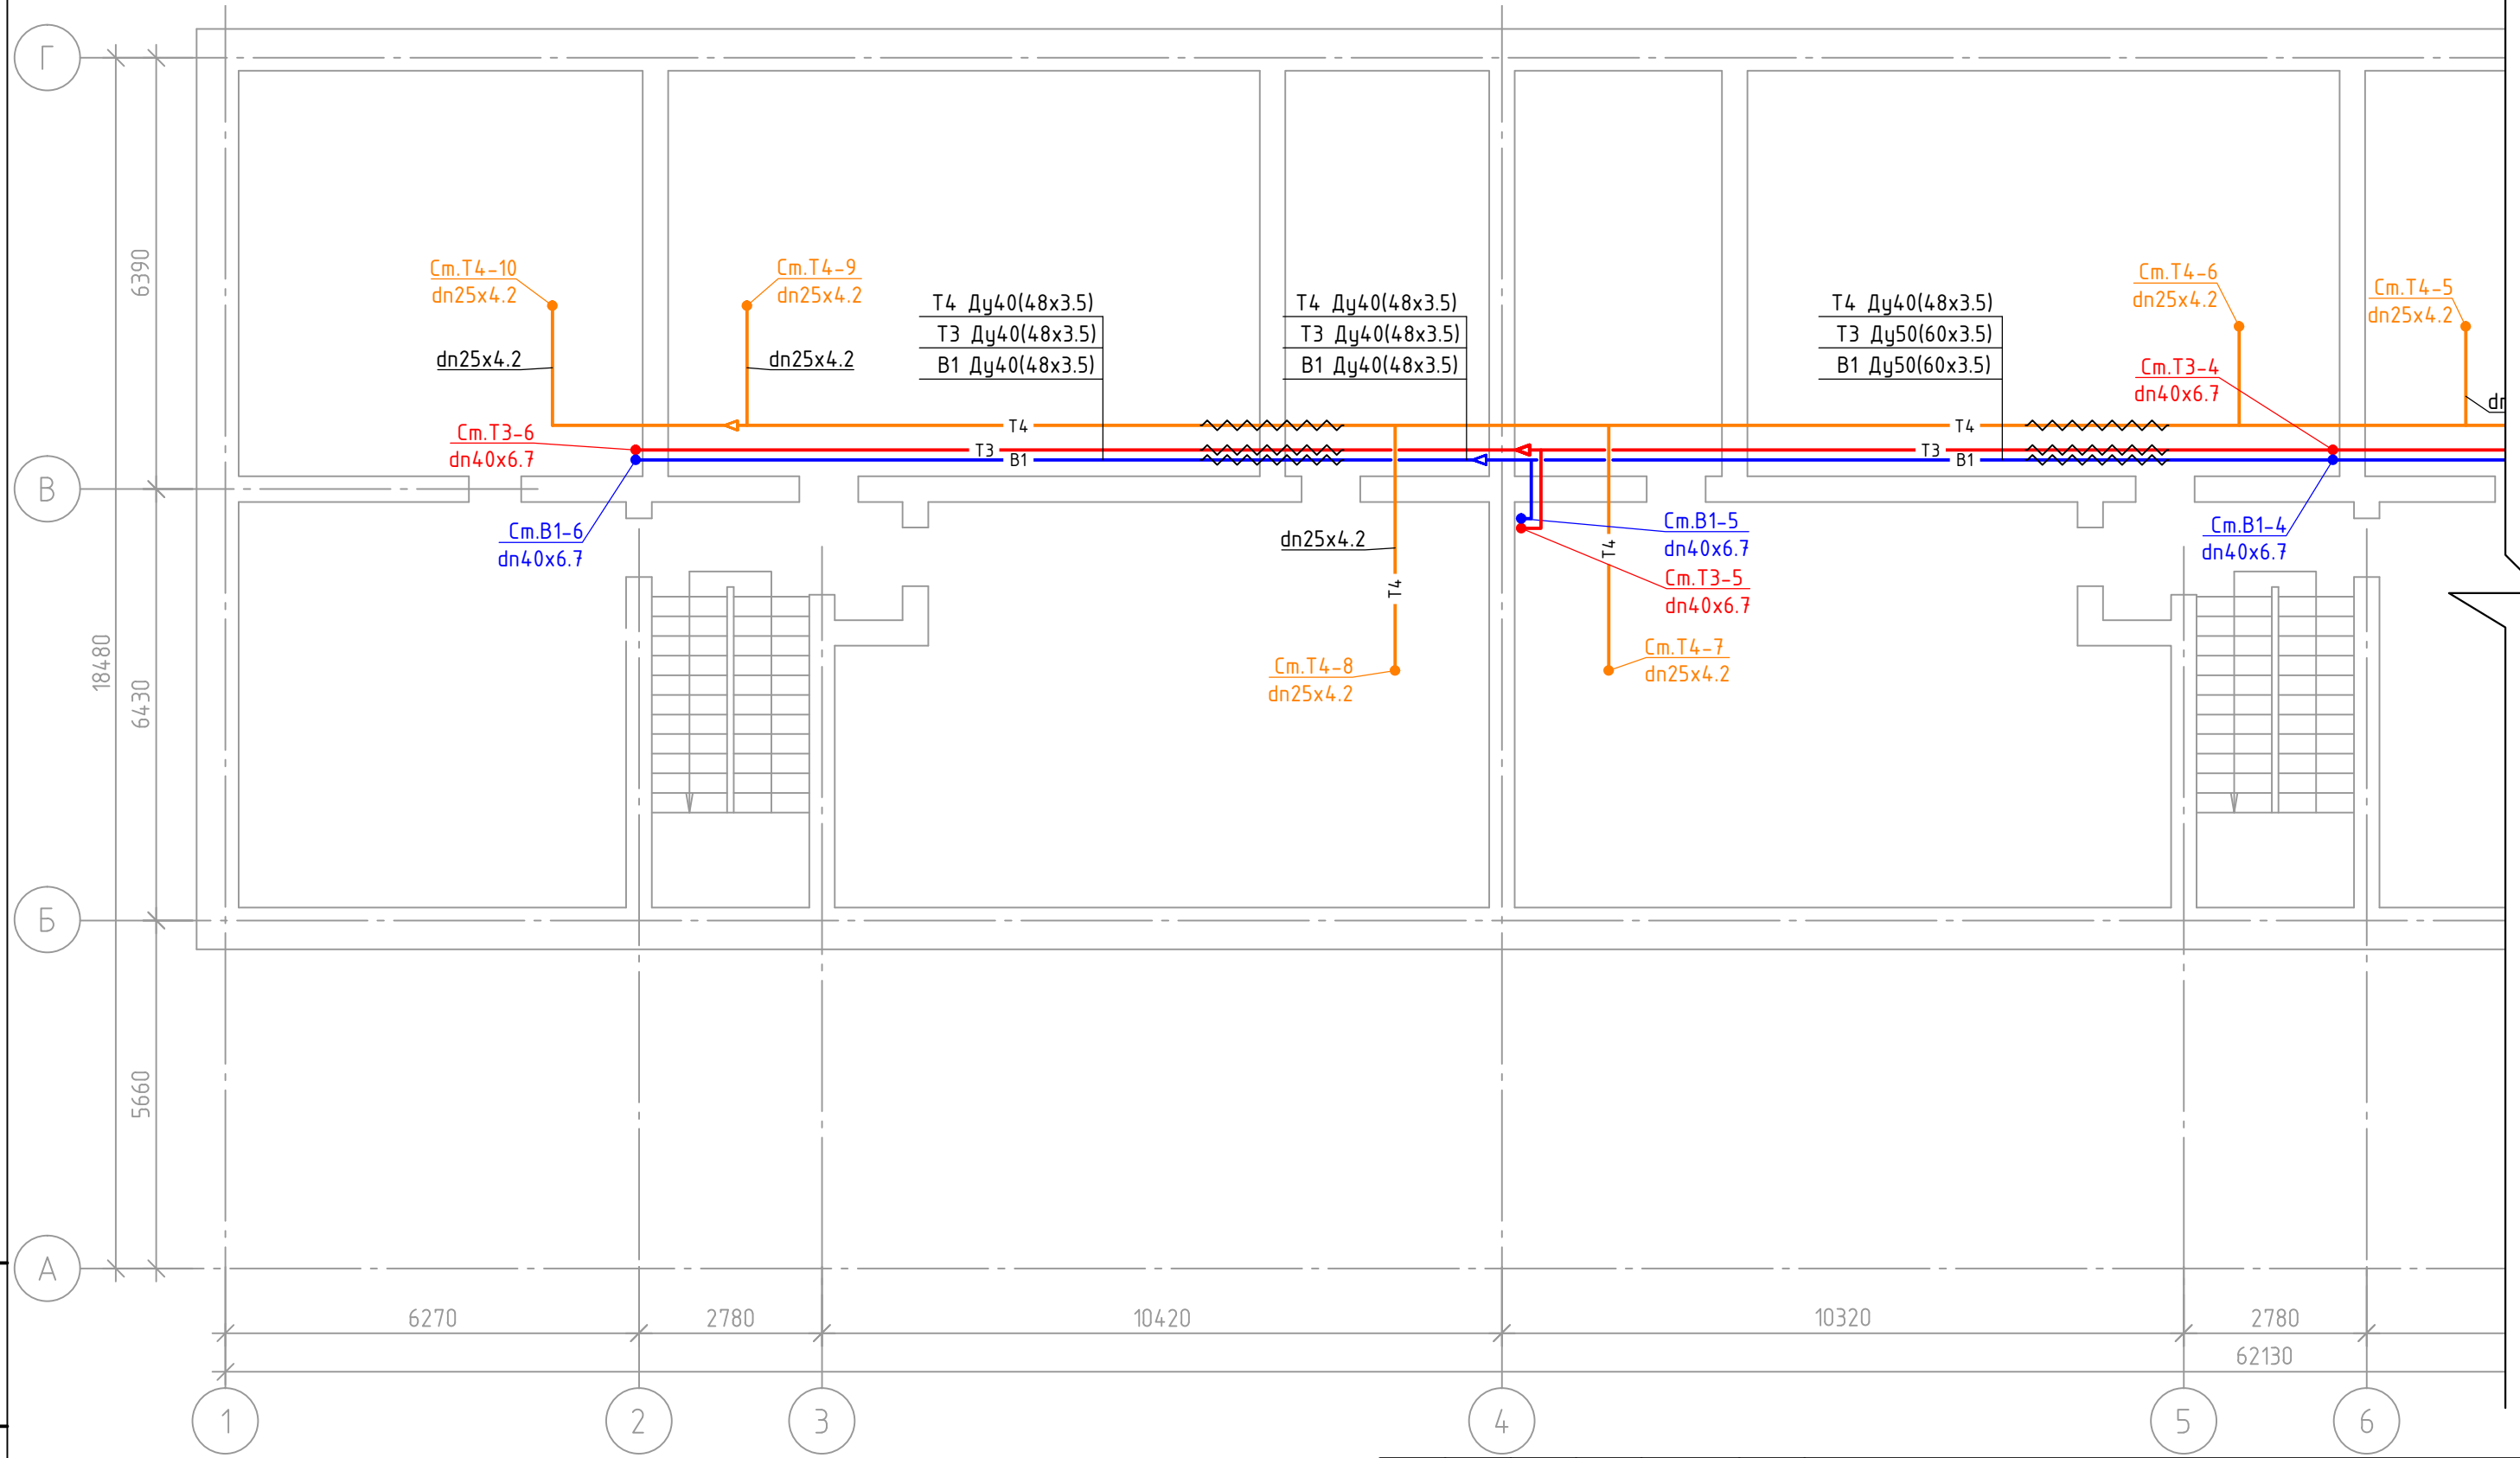 Г
Ст.Т4-10
dn25x4.2
Ст.Т4-9
dn25x4.2
dn25x4.2
dn25x4.2
Т4 Ду40(48х3.5)
Т3 Ду40(48х3.5)
В1 Ду40(48х3.5)
Т4 Ду40(48х3.5)
Т3 Ду40(48х3.5)
В1 Ду40(48х3.5)
Т4 Ду40(48х3.5)
Т3 Ду50(60х3.5)
В1 Ду50(60х3.5)
Ст.Т4-6
dn25x4.2
Ст.Т4-5
dn25x4.2
Ст.Т3-4
dn40x6.7
6390
Т4
Т4
Ст.Т3-6
dn40x6.7
Т3
В1
Т3
В1
В
Ст.В1-6
dn40x6.7
dn25x4.2
Ст.В1-5
dn40x6.7
Т4
Ст.Т3-5
dn40x6.7
Ст.В1-4
dn40x6.7
Т4
18480
6430
Ст.Т4-8
dn25x4.2
Ст.Т4-7
dn25x4.2
Б
5660
А
6270
2780
10420
10320
2780
62130
1
2
3
4
5
6